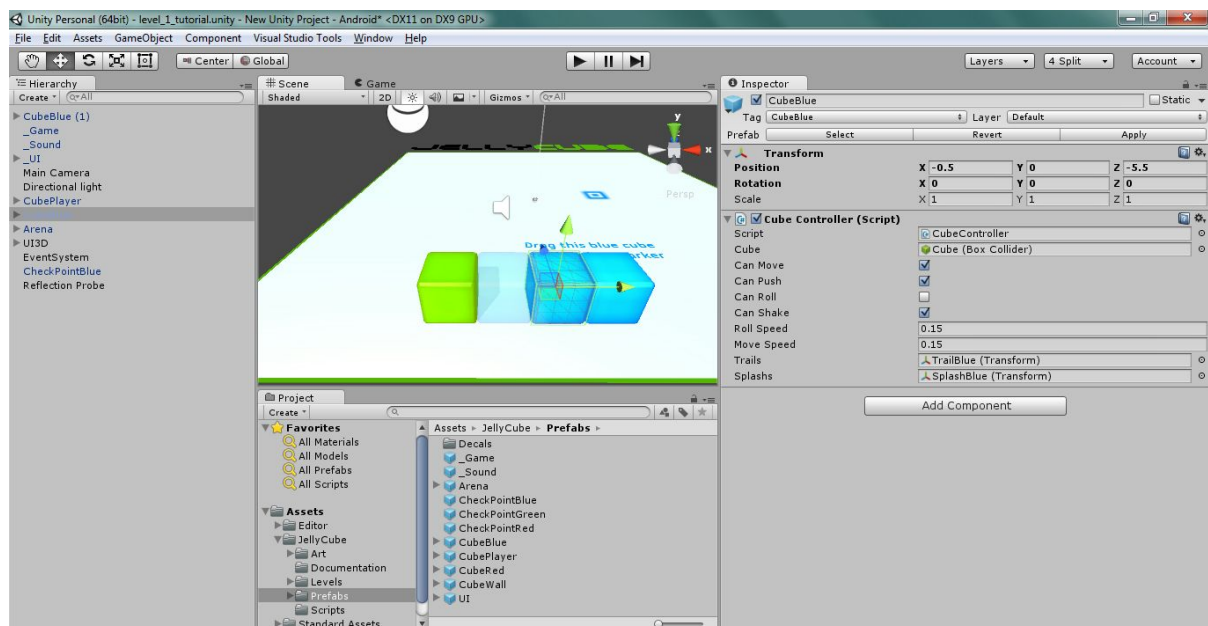 Unity Personal (64bit) - level_1_tutorial.unity - New Unity Project - Android* <DX11 on DX9 GPU>
File Edit Assets GameObject Component Visual Studio Tools Window Help
Center Global Layers 4 Split Account
Hierarchy
Create All
CubeBlue (1)
_Game
_Sound
_UI
Main Camera
Directional light
CubePlayer
Arena
UI3D
EventSystem
CheckPointBlue
Reflection Probe
Scene Game
Shaded 2D Gizmos All
y
x
Persp
JELLYCUBE
Drag this blue cube
Project
Create
Favorites
All Materials
All Models
All Prefabs
All Scripts
Assets
Editor
JellyCube
Art
Documentation
Levels
Prefabs
Scripts
Standard Assets
Assets JellyCube Prefabs
Decals
_Game
_Sound
Arena
CheckPointBlue
CheckPointGreen
CheckPointRed
CubeBlue
CubePlayer
CubeRed
CubeWall
UI
Inspector
CubeBlue Static
Tag CubeBlue Layer Default
Prefab Select Revert Apply
Transform
Position X -0.5 Y 0 Z -5.5
Rotation X 0 Y 0 Z 0
Scale X 1 Y 1 Z 1
Cube Controller (Script)
Script CubeController
Cube Cube (Box Collider)
Can Move
Can Push
Can Roll
Can Shake
Roll Speed 0.15
Move Speed 0.15
Trails TrailBlue (Transform)
Splashs SplashBlue (Transform)
Add Component